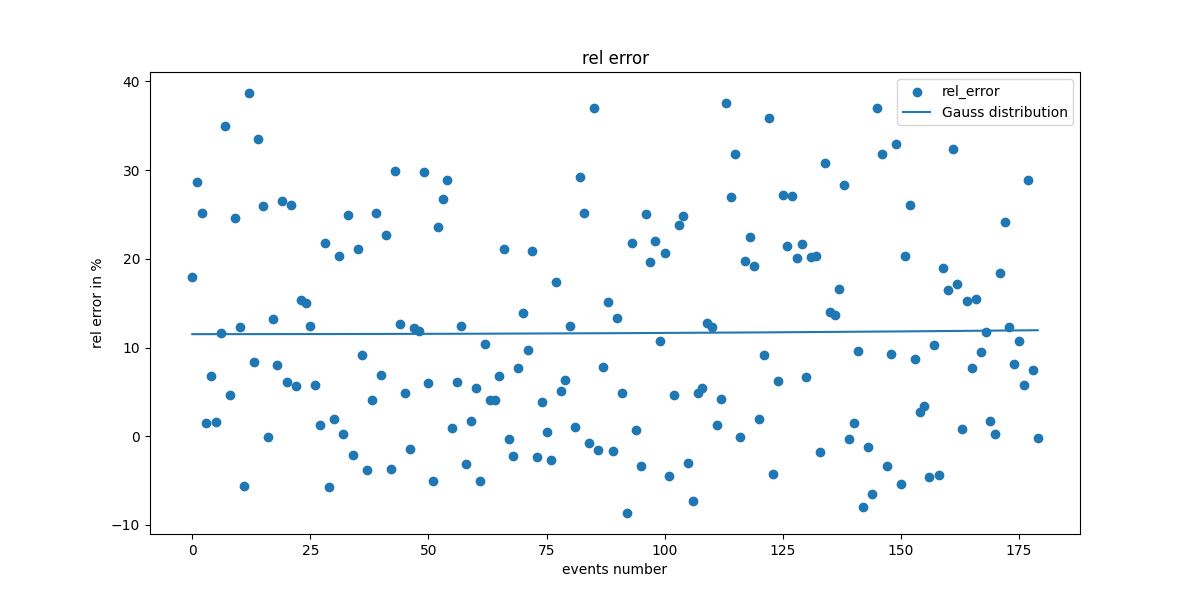 rel error
40
30
20
10
0
−10
rel error in %
rel_error
Gauss distribution
0 25 50 75 100 125 150 175
events number